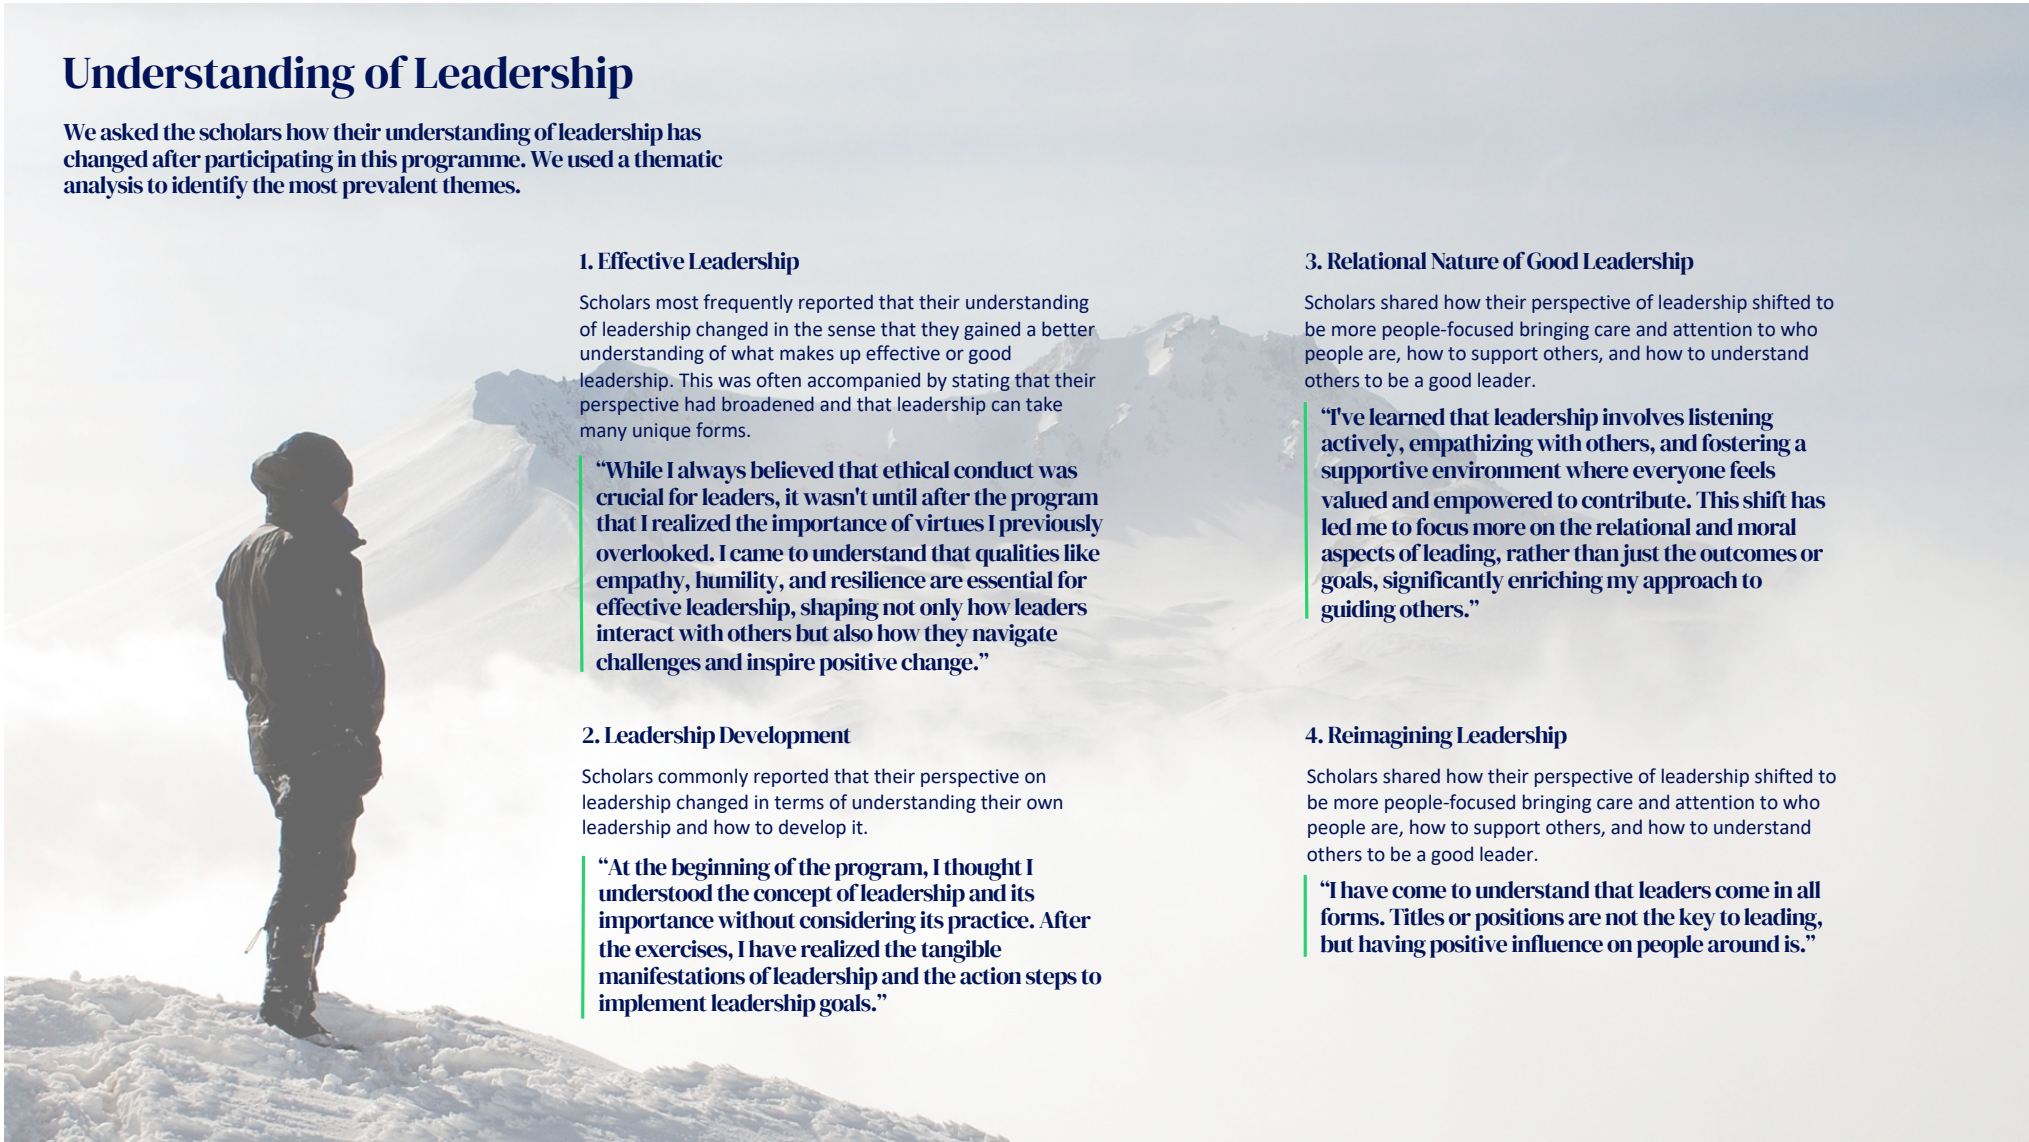 Understanding of Leadership
We asked the scholars how their understanding of leadership has
changed after participating in this programme. We used a thematic
analysis to identify the most prevalent themes.
1. Effective Leadership
Scholars most frequently reported that their understanding
of leadership changed in the sense that they gained a better
understanding of what makes up effective or good
leadership. This was often accompanied by stating that their
perspective had broadened and that leadership can take
many unique forms.
“While I always believed that ethical conduct was
crucial for leaders, it wasn't until after the program
that I realized the importance of virtues I previously
overlooked. I came to understand that qualities like
empathy, humility, and resilience are essential for
effective leadership, shaping not only how leaders
interact with others but also how they navigate
challenges and inspire positive change.”
2. Leadership Development
Scholars commonly reported that their perspective on
leadership changed in terms of understanding their own
leadership and how to develop it.
“At the beginning of the program, I thought I
understood the concept of leadership and its
importance without considering its practice. After
the exercises, I have realized the tangible
manifestations of leadership and the action steps to
implement leadership goals.”
3. Relational Nature of Good Leadership
Scholars shared how their perspective of leadership shifted to
be more people-focused bringing care and attention to who
people are, how to support others, and how to understand
others to be a good leader.
“I've learned that leadership involves listening
actively, empathizing with others, and fostering a
supportive environment where everyone feels
valued and empowered to contribute. This shift has
led me to focus more on the relational and moral
aspects of leading, rather than just the outcomes or
goals, significantly enriching my approach to
guiding others.”
4. Reimagining Leadership
Scholars shared how their perspective of leadership shifted to
be more people-focused bringing care and attention to who
people are, how to support others, and how to understand
others to be a good leader.
“I have come to understand that leaders come in all
forms. Titles or positions are not the key to leading,
but having positive influence on people around is.”